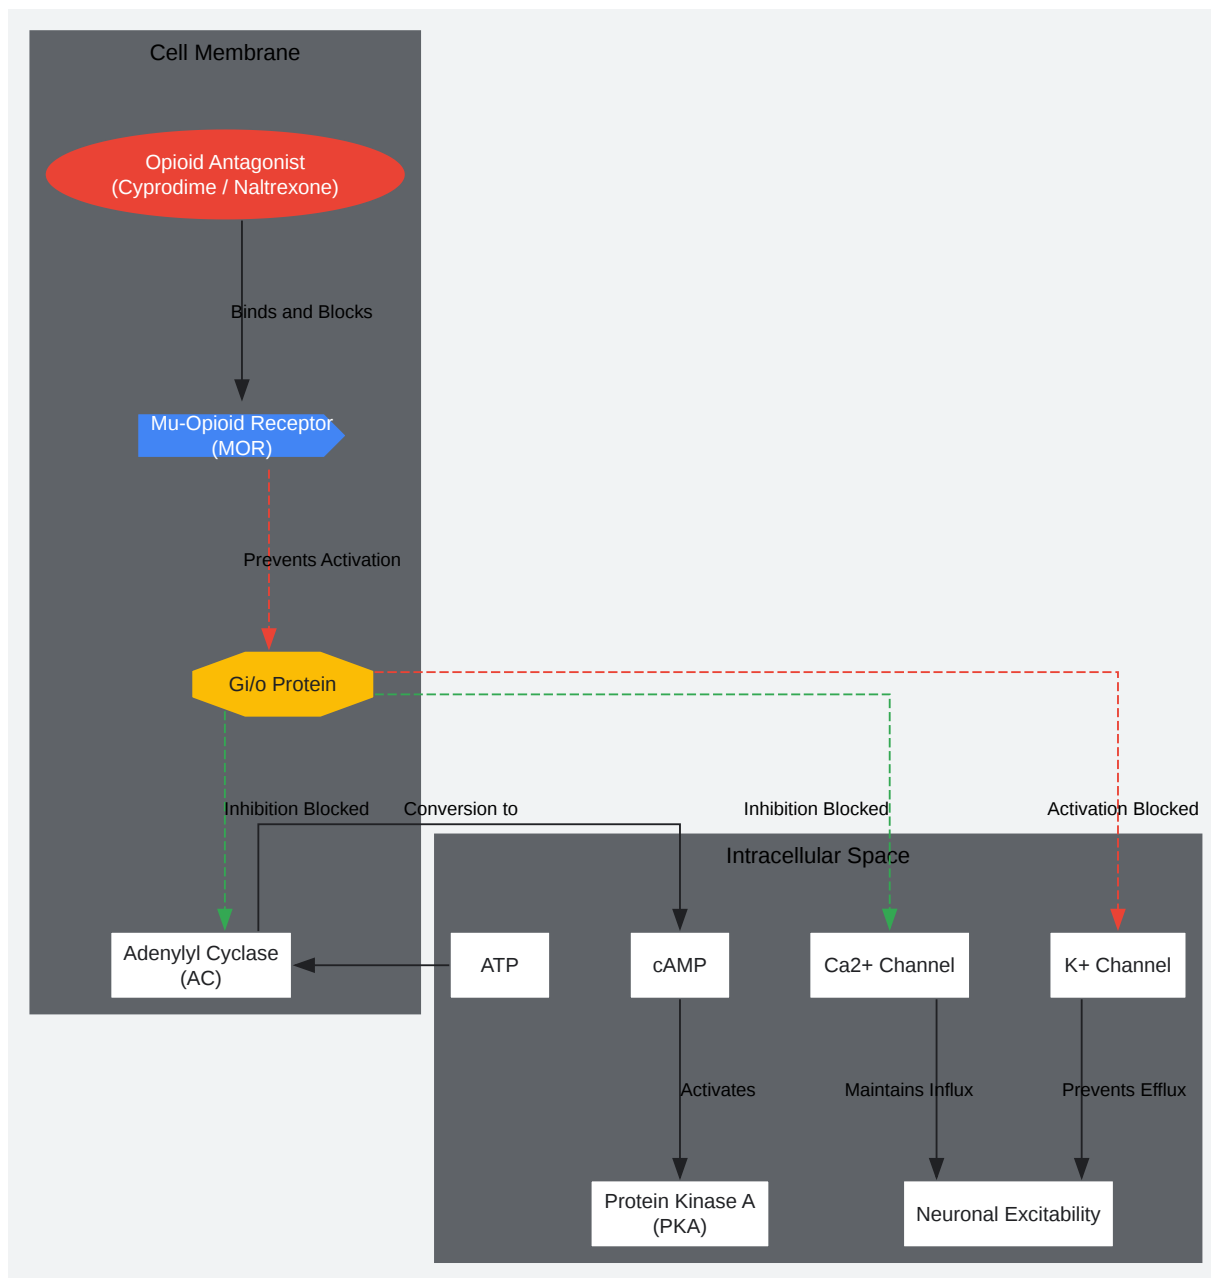 Cell Membrane
Opioid Antagonist
(Cyprodime / Naltrexone)
Binds and Blocks
Mu-Opioid Receptor
(MOR)
Prevents Activation
Gi/o Protein
Inhibition Blocked
Conversion to
Inhibition Blocked
Activation Blocked
Intracellular Space
Adenylyl Cyclase
(AC)
ATP
cAMP
Ca2+ Channel
K+ Channel
Activates
Maintains Influx
Prevents Efflux
Protein Kinase A
(PKA)
Neuronal Excitability